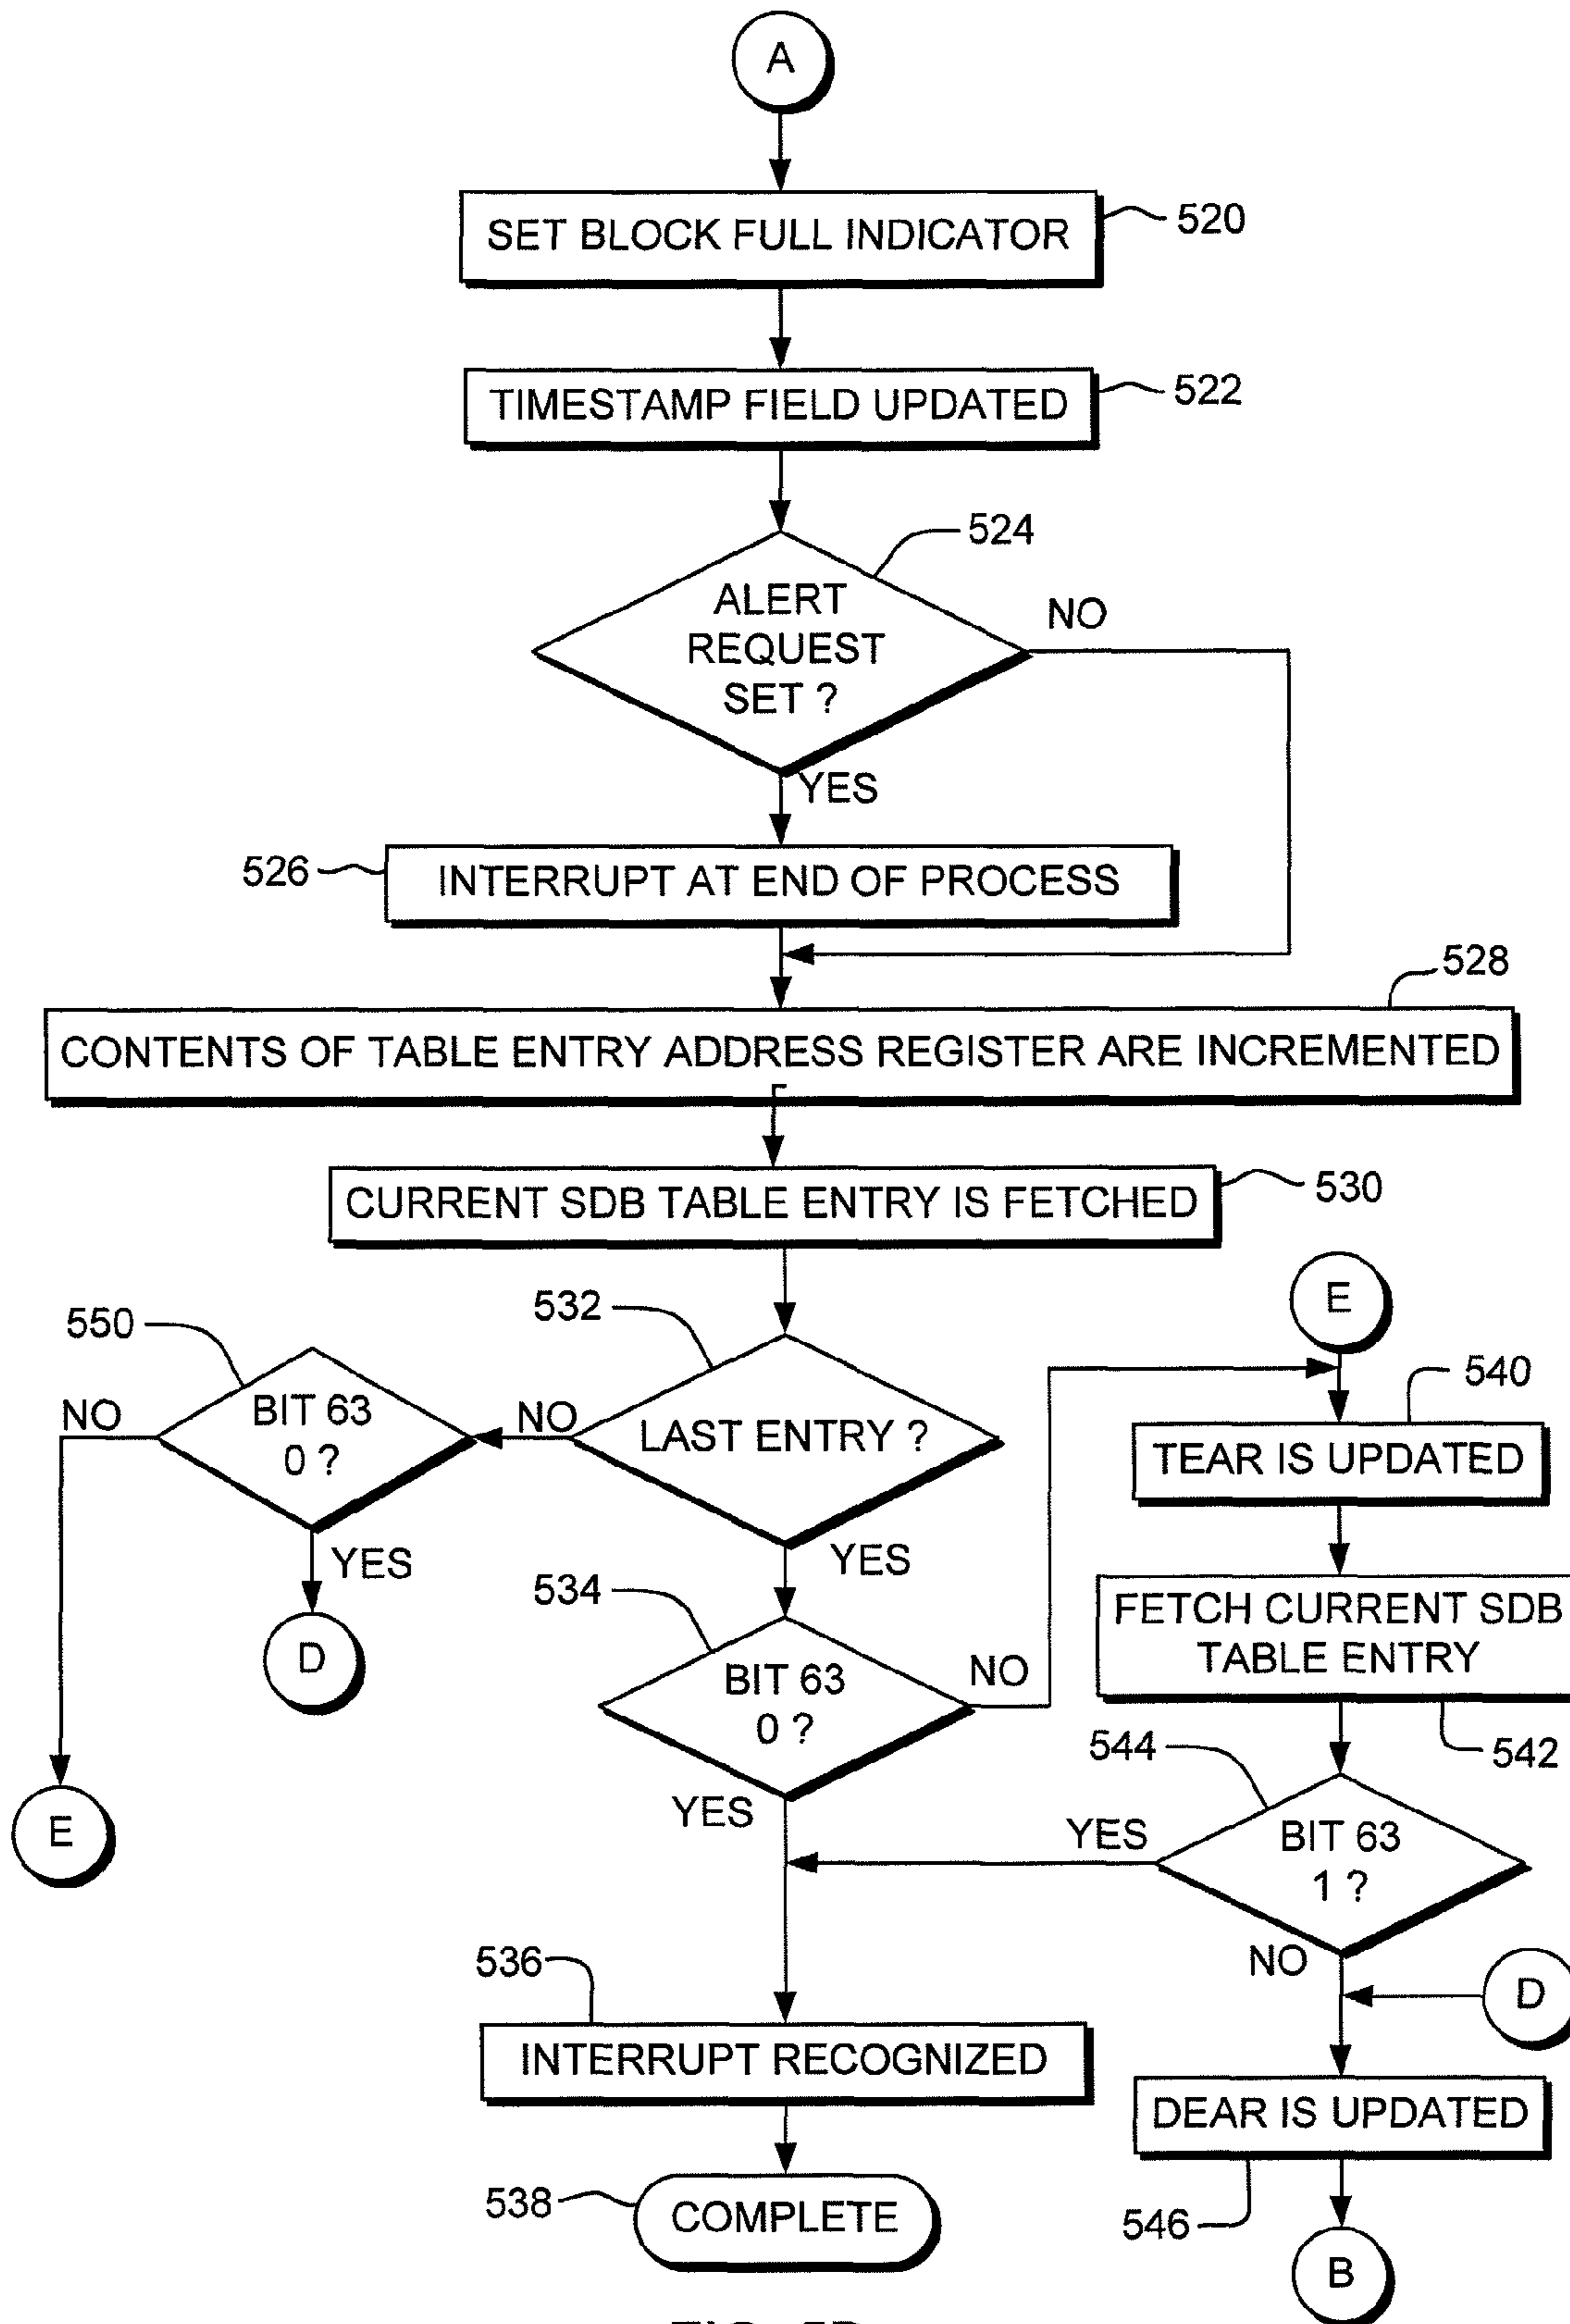 A
SET BLOCK FULL INDICATOR
520
TIMESTAMP FIELD UPDATED
522
524
ALERT
REQUEST
SET ?
NO
YES
526
INTERRUPT AT END OF PROCESS
528
CONTENTS OF TABLE ENTRY ADDRESS REGISTER ARE INCREMENTED
CURRENT SDB TABLE ENTRY IS FETCHED
530
E
550
532
540
NO
BIT 63
0 ?
NO
LAST ENTRY ?
TEAR IS UPDATED
YES
YES
534
FETCH CURRENT SDB
TABLE ENTRY
D
BIT 63
0 ?
NO
544
542
E
YES
YES
BIT 63
1 ?
536
NO
D
INTERRUPT RECOGNIZED
DEAR IS UPDATED
538
COMPLETE
546
B